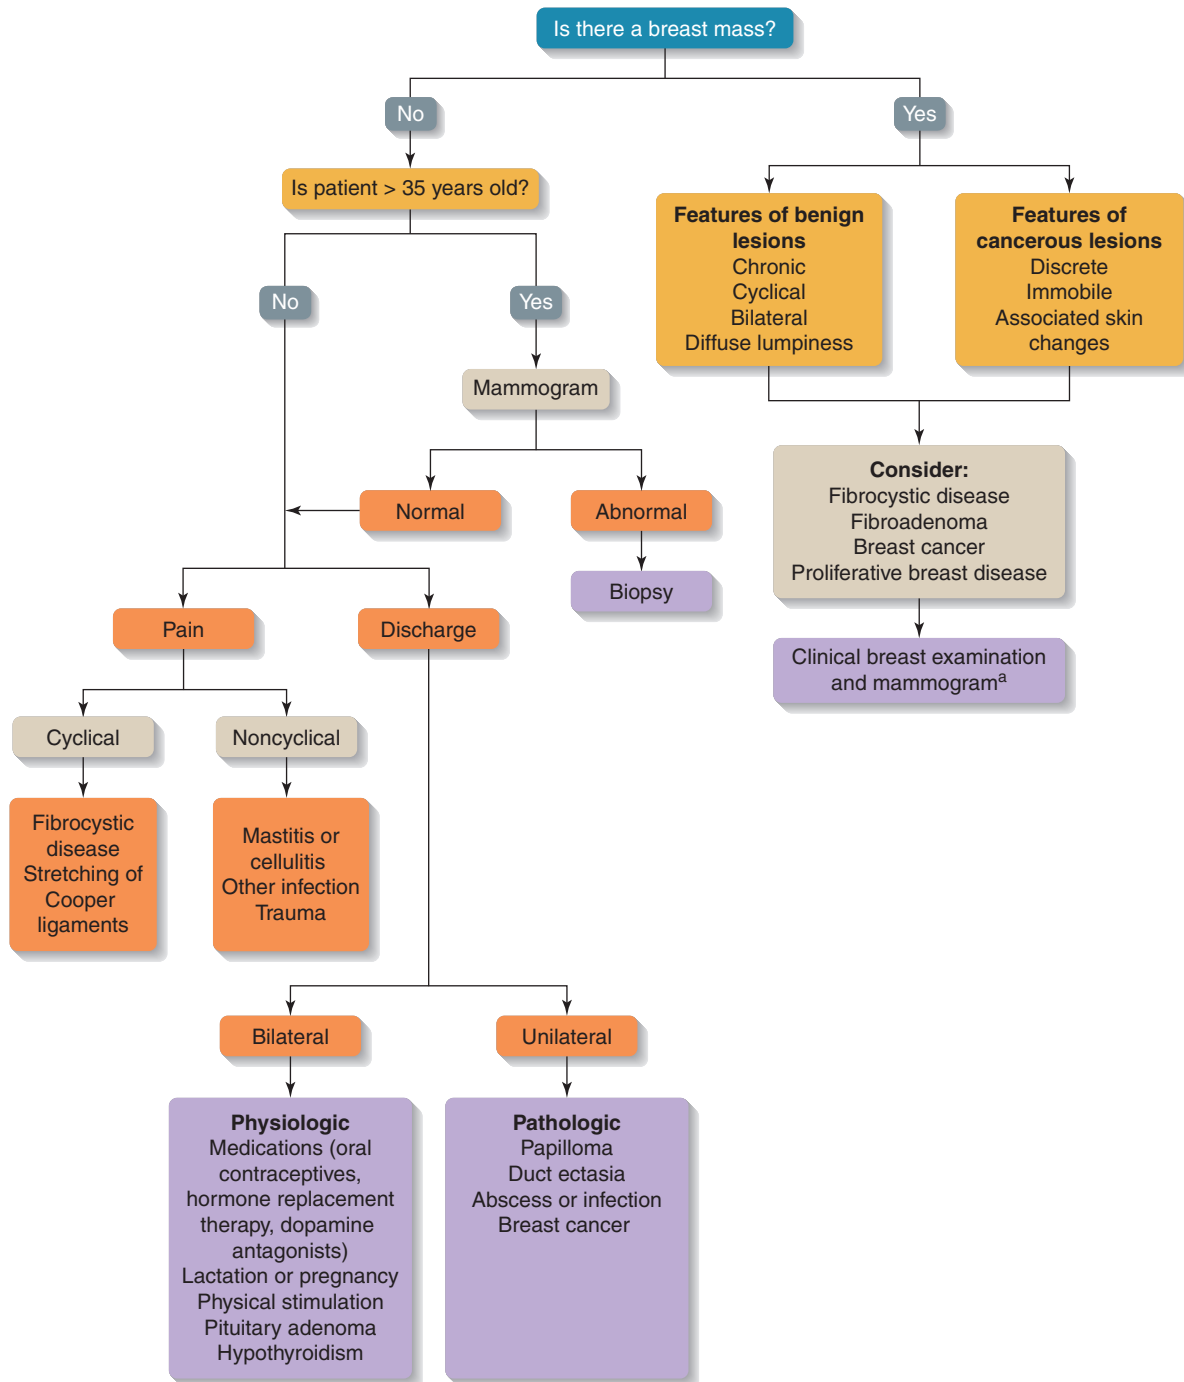 Is there a breast mass?
No
Yes
Is patient > 35 years old?
Features of benign
lesions
Chronic
Cyclical
Bilateral
Diffuse lumpiness
Features of
cancerous lesions
Discrete
Immobile
Associated skin
changes
No
Yes
Mammogram
Normal
Abnormal
Biopsy
Consider:
Fibrocystic disease
Fibroadenoma
Breast cancer
Proliferative breast disease
Clinical breast examination
and mammogramᵃ
Pain
Discharge
Cyclical
Noncyclical
Fibrocystic
disease
Stretching of
Cooper
ligaments
Mastitis or
cellulitis
Other infection
Trauma
Bilateral
Unilateral
Physiologic
Medications (oral
contraceptives,
hormone replacement
therapy, dopamine
antagonists)
Lactation or pregnancy
Physical stimulation
Pituitary adenoma
Hypothyroidism
Pathologic
Papilloma
Duct ectasia
Abscess or infection
Breast cancer